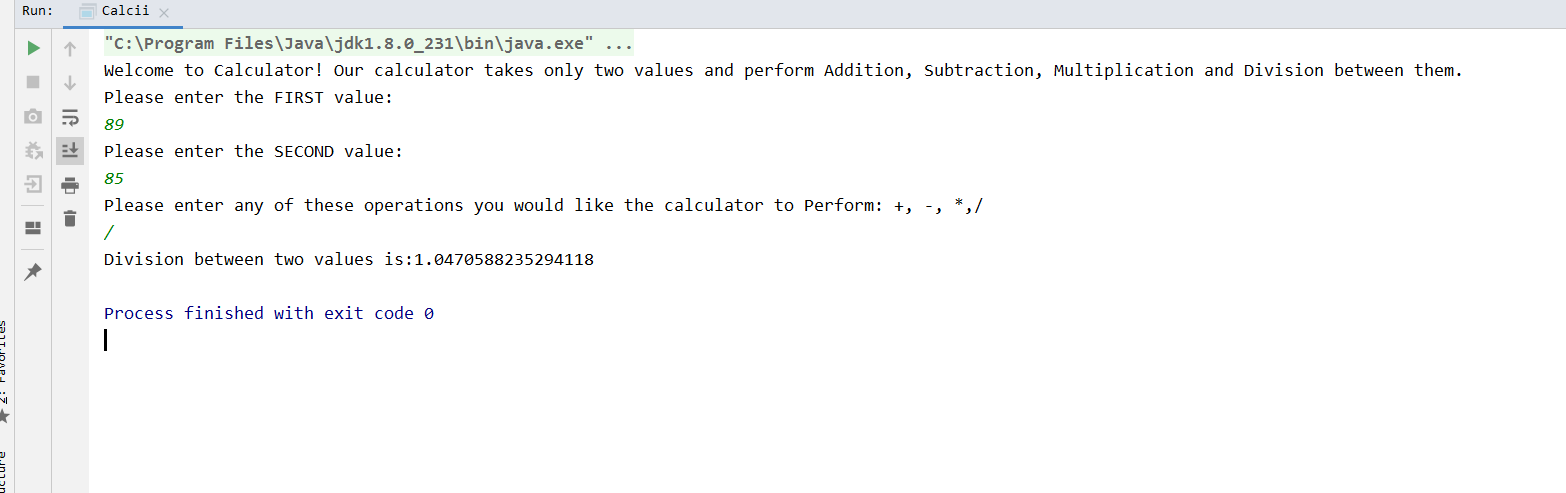 Run: Calcii
"C:\Program Files\Java\jdk1.8.0_231\bin\java.exe" ...
Welcome to Calculator! Our calculator takes only two values and perform Addition, Subtraction, Multiplication and Division between them.
Please enter the FIRST value:
89
Please enter the SECOND value:
85
Please enter any of these operations you would like the calculator to Perform: +, -, *,/
/
Division between two values is:1.0470588235294118
Process finished with exit code 0
2: Favorites